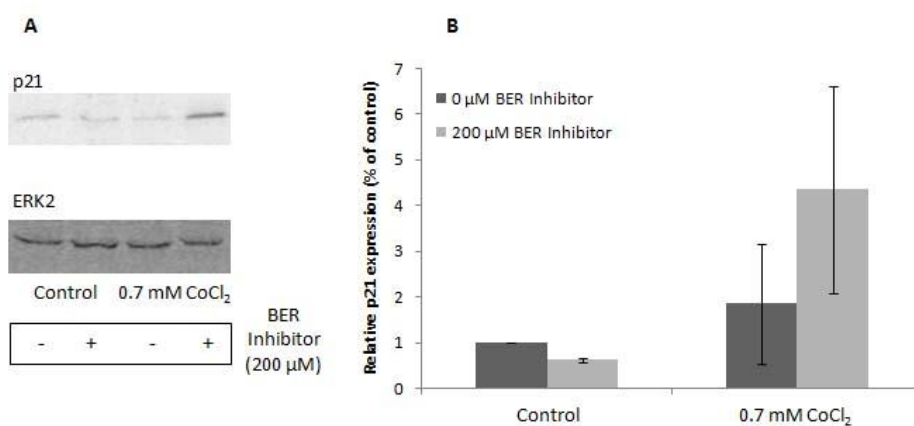 A
p21
ERK2
Control 0.7 mM CoCl₂
- + - +
BER
Inhibitor
(200 µM)
B
Relative p21 expression (% of control)
7
6
5
4
3
2
1
0
0 µM BER Inhibitor
200 µM BER Inhibitor
Control 0.7 mM CoCl₂